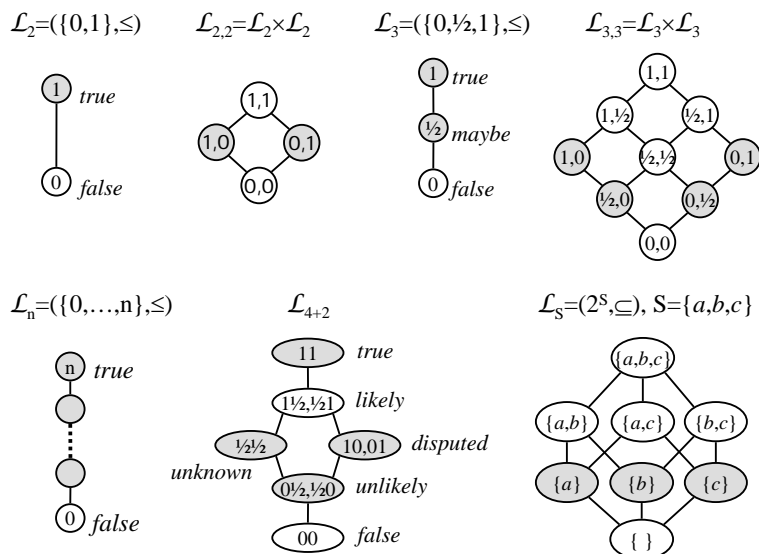 ℒ₂=({0,1},≤)
ℒ₂,₂=ℒ₂×ℒ₂
ℒ₃=({0,½,1},≤)
ℒ₃,₃=ℒ₃×ℒ₃
1
true
0
false
1,1
1,0
0,1
0,0
1
true
½
maybe
0
false
1,1
1,½
½,1
1,0
½,½
0,1
½,0
0,½
0,0
ℒₙ=({0,…,n},≤)
ℒ₄₊₂
ℒ_S=(2^S,⊆), S={a,b,c}
n
true
0
false
11
true
1½,½1
likely
½½
unknown
10,01
disputed
0½,½0
unlikely
00
false
{a,b,c}
{a,b}
{a,c}
{b,c}
{a}
{b}
{c}
{ }